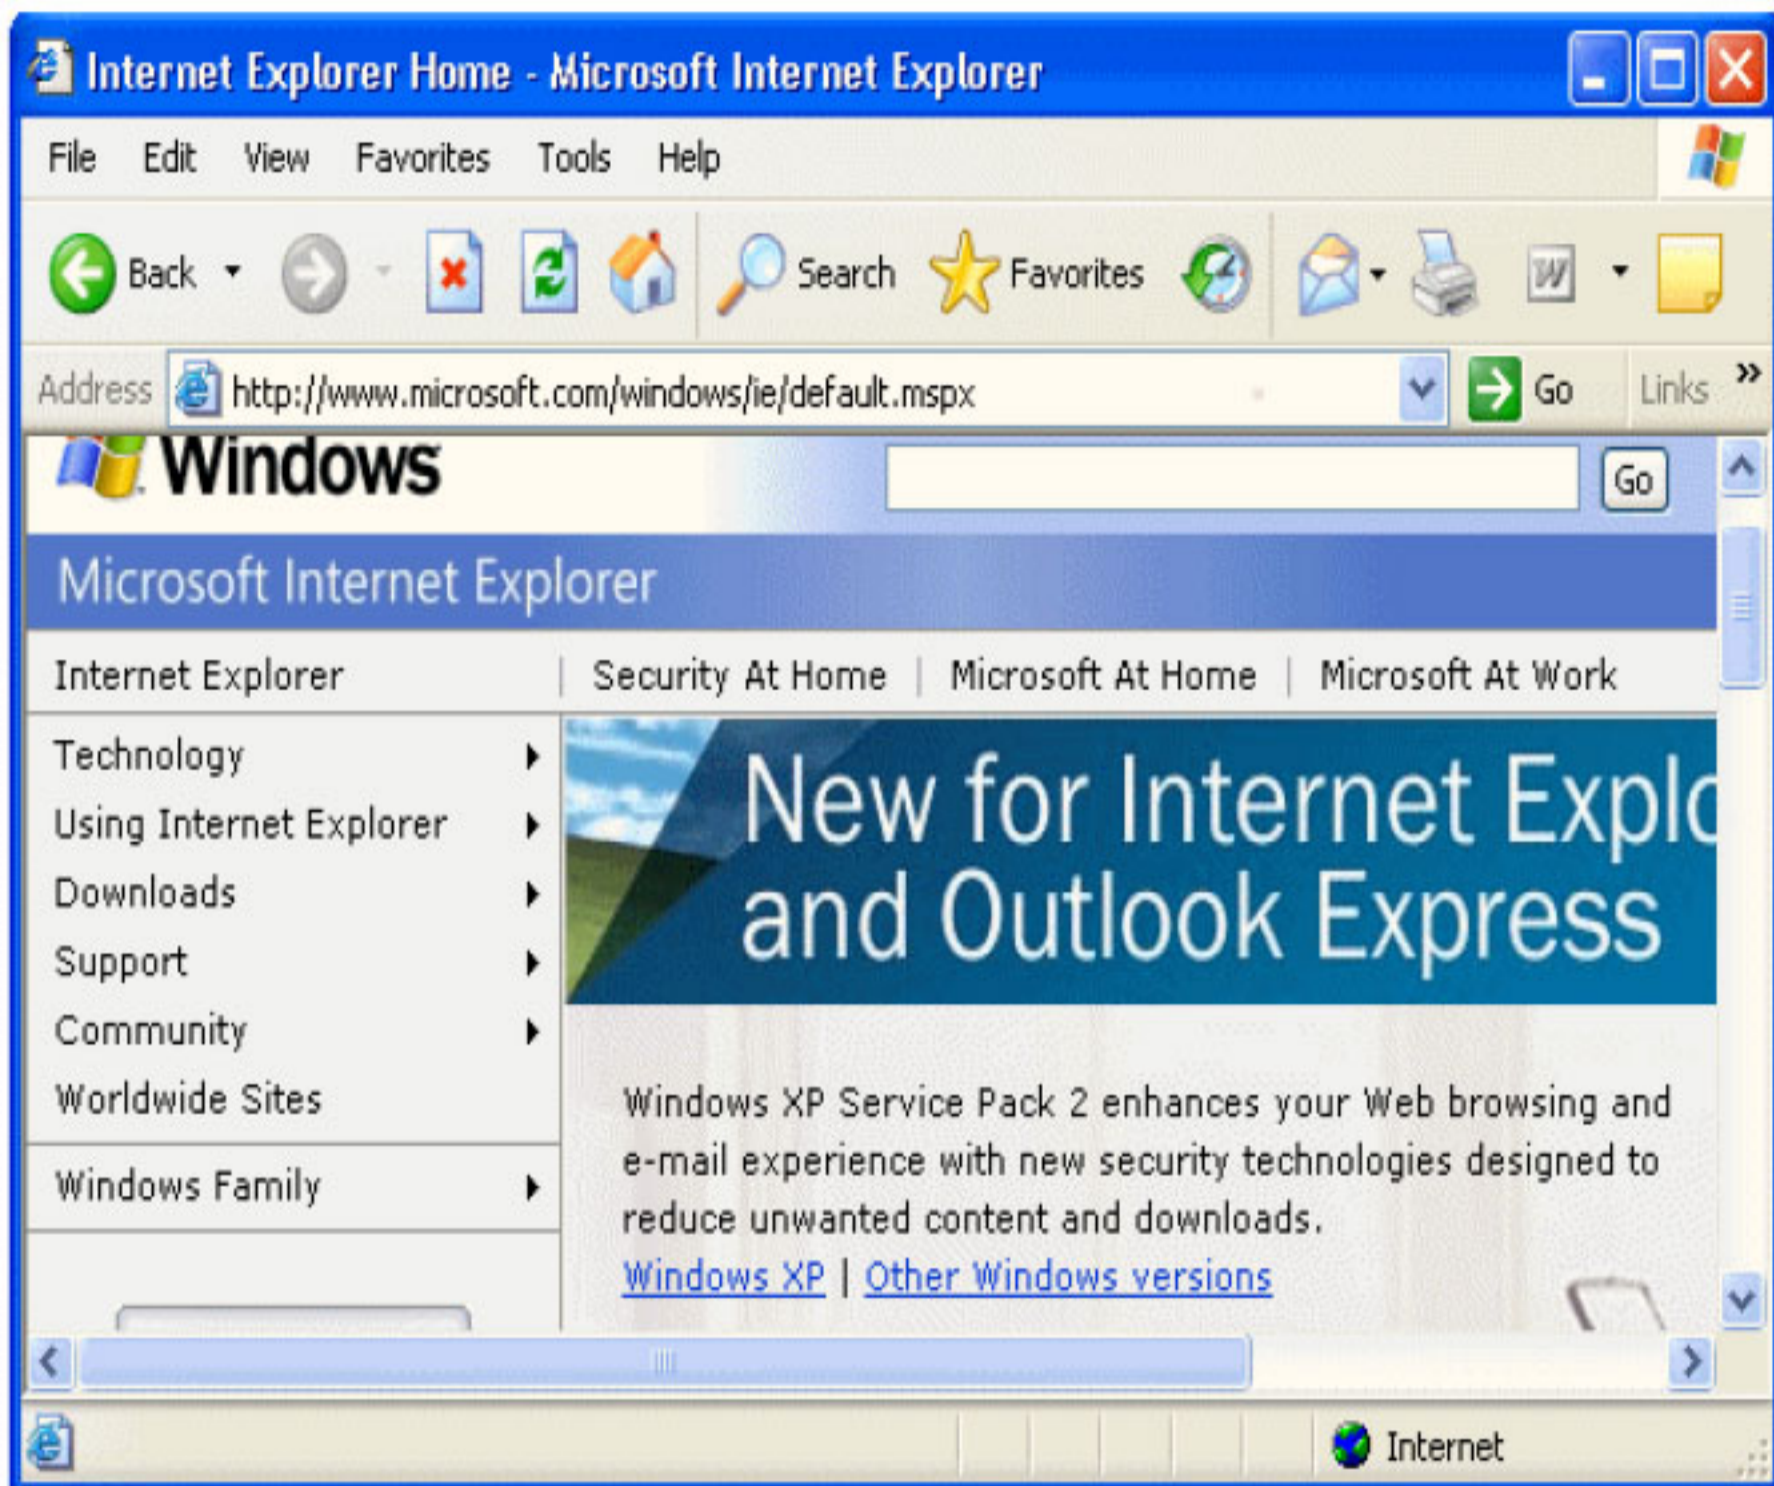 Internet Explorer Home - Microsoft Internet Explorer
File Edit View Favorites Tools Help
Back Search Favorites W
Address http://www.microsoft.com/windows/ie/default.mspx Go Links »
Windows Go
Microsoft Internet Explorer
Internet Explorer | Security At Home | Microsoft At Home | Microsoft At Work
Technology
Using Internet Explorer
Downloads
Support
Community
Worldwide Sites
Windows Family
New for Internet Explo
and Outlook Express
Windows XP Service Pack 2 enhances your Web browsing and
e-mail experience with new security technologies designed to
reduce unwanted content and downloads.
Windows XP | Other Windows versions
Internet